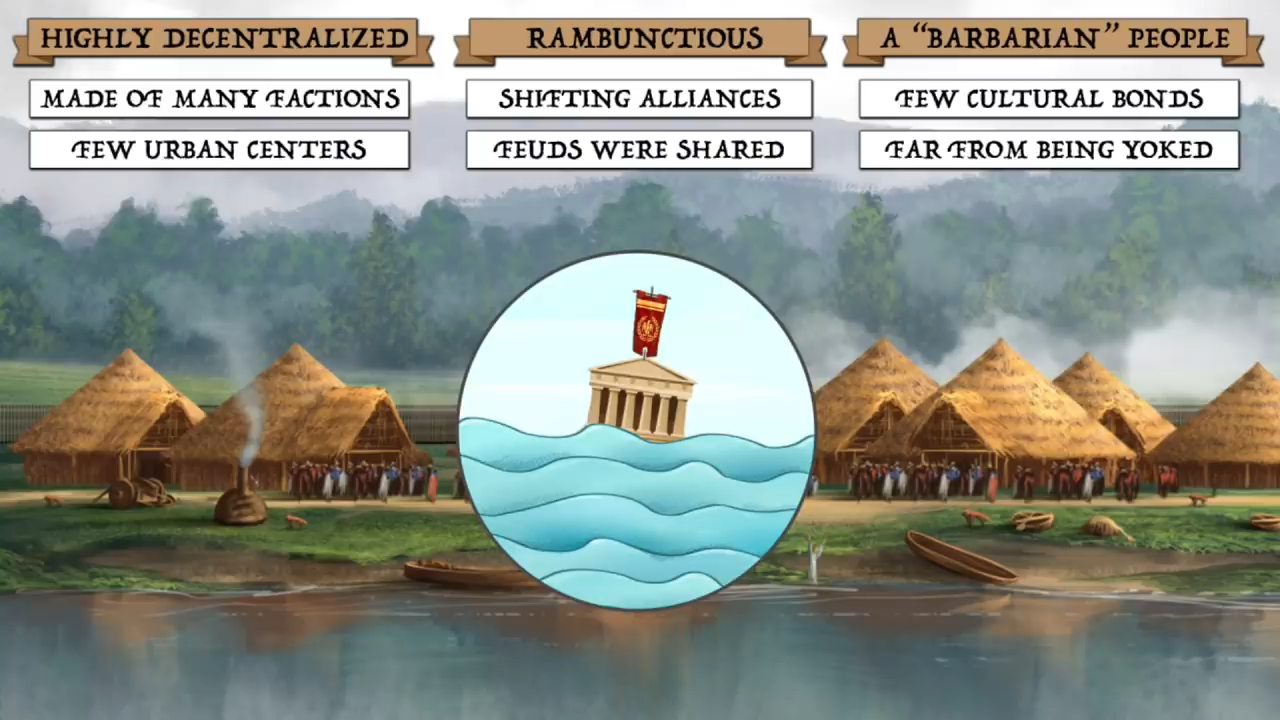 HIGHLY DECENTRALIZED
MADE OF MANY FACTIONS
FEW URBAN CENTERS
RAMBUNCTIOUS
SHIFTING ALLIANCES
FEUDS WERE SHARED
A “BARBARIAN” PEOPLE
FEW CULTURAL BONDS
FAR FROM BEING YOKED